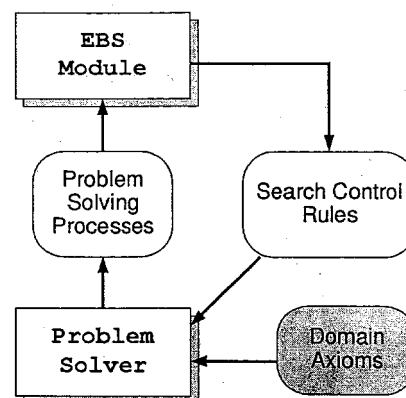 EBS
Module
Problem
Solving
Processes
Search Control
Rules
Problem
Solver
Domain
Axioms